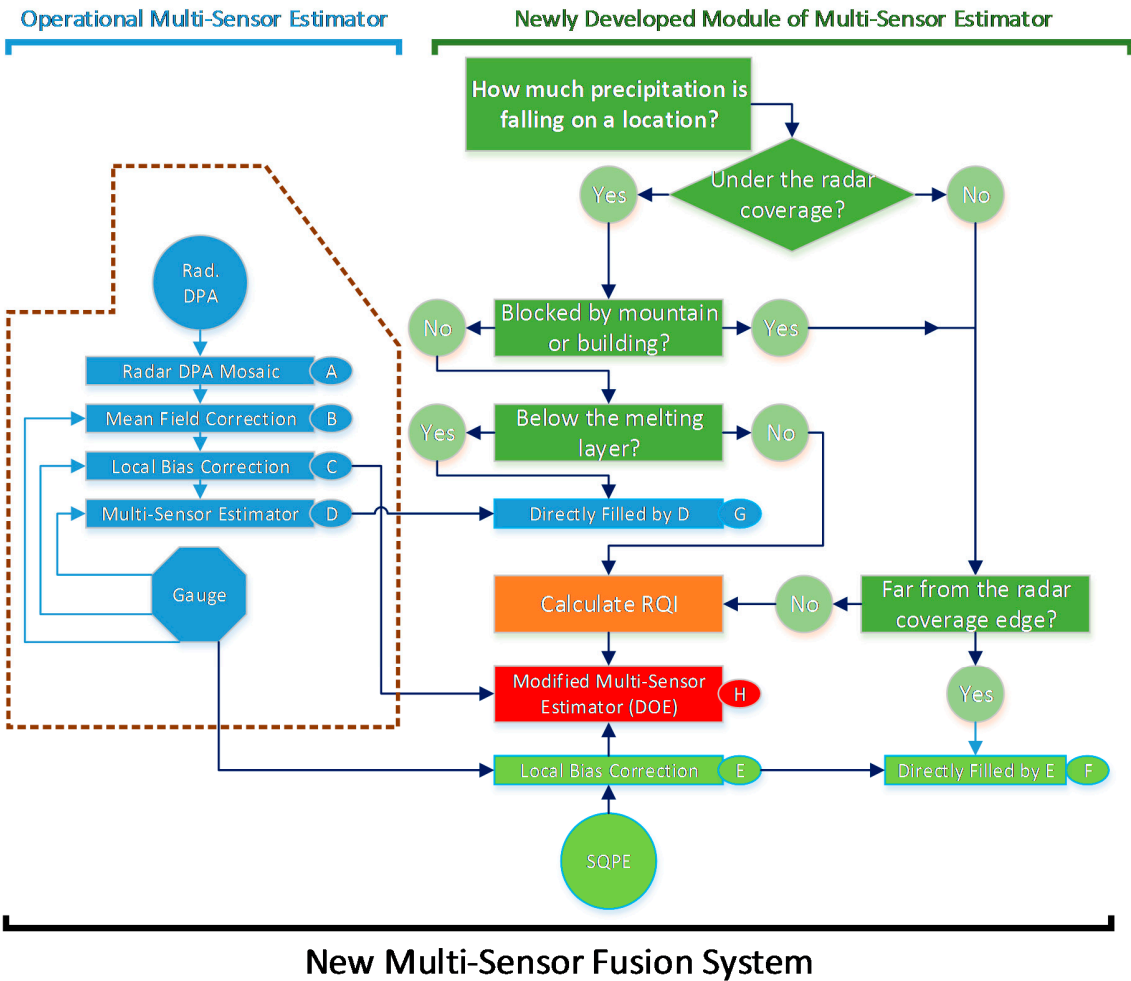 Operational Multi-Sensor Estimator
Newly Developed Module of Multi-Sensor Estimator
How much precipitation is
falling on a location?
Under the radar
coverage?
Yes
No
Rad.
DPA
No
Blocked by mountain
or building?
Yes
Radar DPA Mosaic
A
Mean Field Correction
B
Yes
Below the melting
layer?
No
Local Bias Correction
C
Multi-Sensor Estimator
D
Directly Filled by D
G
Gauge
Calculate RQI
No
Far from the radar
coverage edge?
Modified Multi-Sensor
Estimator (DOE)
H
Yes
Local Bias Correction
E
Directly Filled by E
F
SQPE
New Multi-Sensor Fusion System